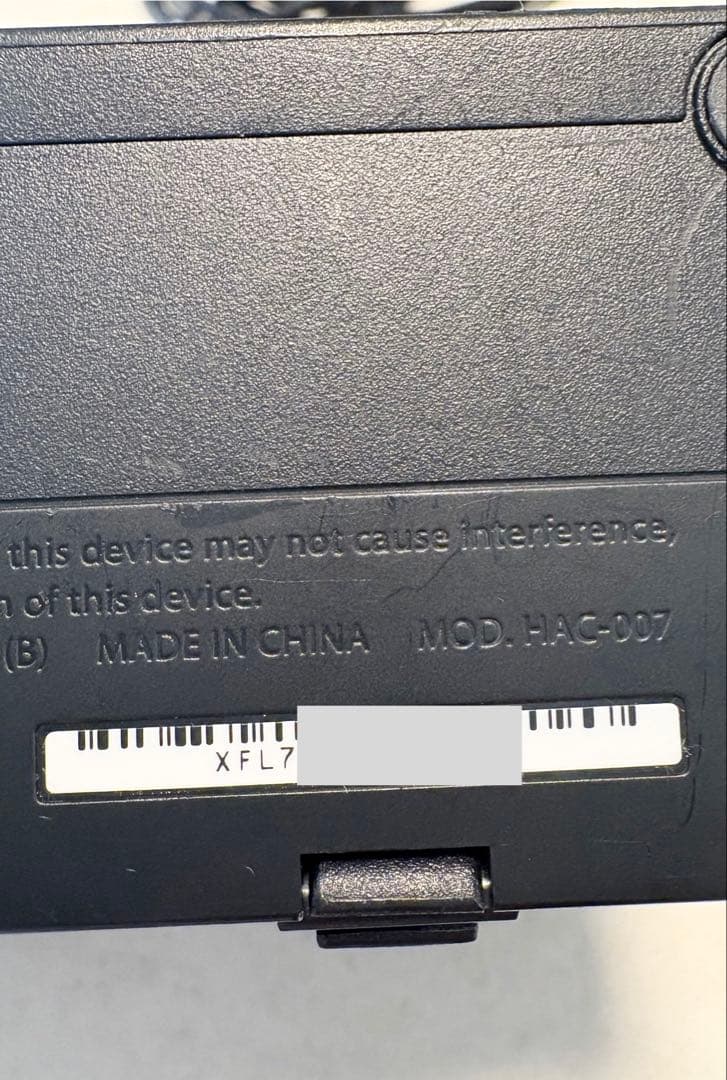 this device may not cause interference,
n of this device.
(B) MADE IN CHINA MOD. HAC-007
XFL7